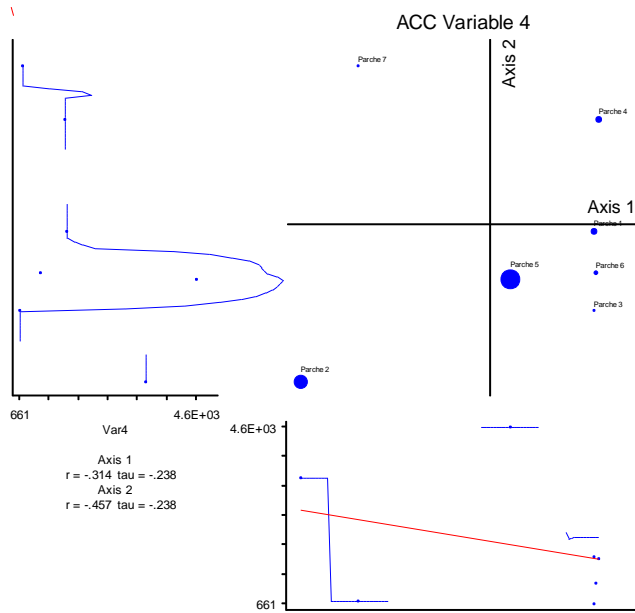 ACC Variable 4
Axis 2
Parche 7
Parche 4
Axis 1
Parche 1
Parche 6
Parche 5
Parche 3
Parche 2
661
4.6E+03
Var4
Axis 1
r = -.314 tau = -.238
Axis 2
r = -.457 tau = -.238
4.6E+03
661